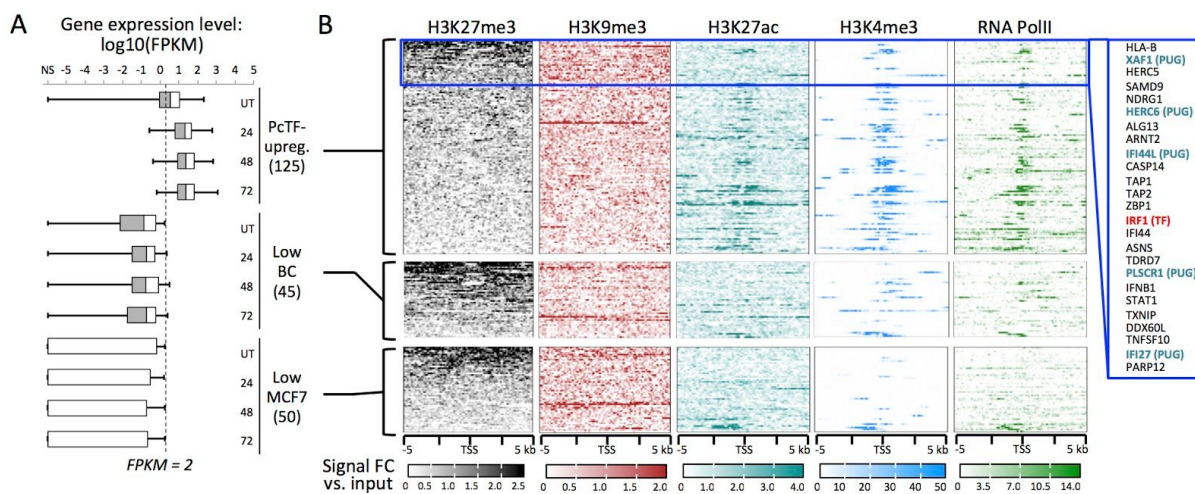 A
Gene expression level:
log10(FPKM)
NS -5 -4 -3 -2 -1 0 1 2 3 4 5
UT
24
48
72
UT
24
48
72
UT
24
48
72
FPKM = 2
PcTF-
upreg.
(125)
Low
BC
(45)
Low
MCF7
(50)
B
H3K27me3 H3K9me3 H3K27ac H3K4me3 RNA PolII
-5 TSS 5 kb -5 TSS 5 kb -5 TSS 5 kb -5 TSS 5 kb -5 TSS 5 kb
Signal FC
vs. input
0 0.5 1.0 1.5 2.0 2.5 0 0.5 1.0 1.5 2.0 0 1.0 2.0 3.0 4.0 0 10 20 30 40 50 0 3.5 7.0 10.5 14.0
HLA-B
XAF1 (PUG)
HERC5
SAMD9
NDRG1
HERC6 (PUG)
ALG13
ARNT2
IFI44L (PUG)
CASP14
TAP1
TAP2
ZBP1
IRF1 (TF)
IFI44
ASNS
TDRD7
PLSCR1 (PUG)
IFNB1
STAT1
TXNIP
DDX60L
TNFSF10
IFI27 (PUG)
PARP12